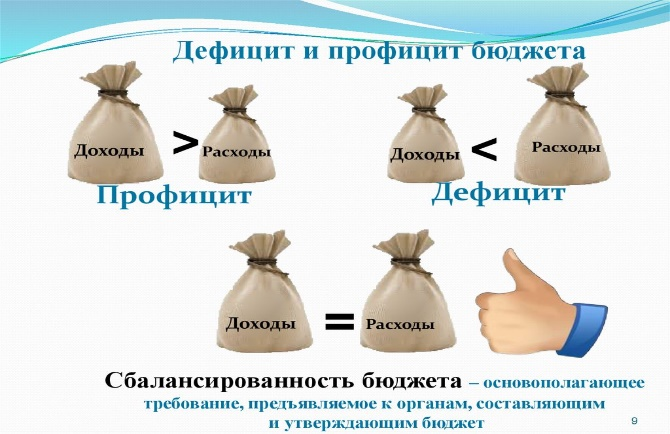 Дефицит и профицит бюджета
Доходы > Расходы
Доходы < Расходы
Профицит
Дефицит
Доходы = Расходы
Сбалансированность бюджета – основополагающее
требование, предъявляемое к органам, составляющим
и утверждающим бюджет
9